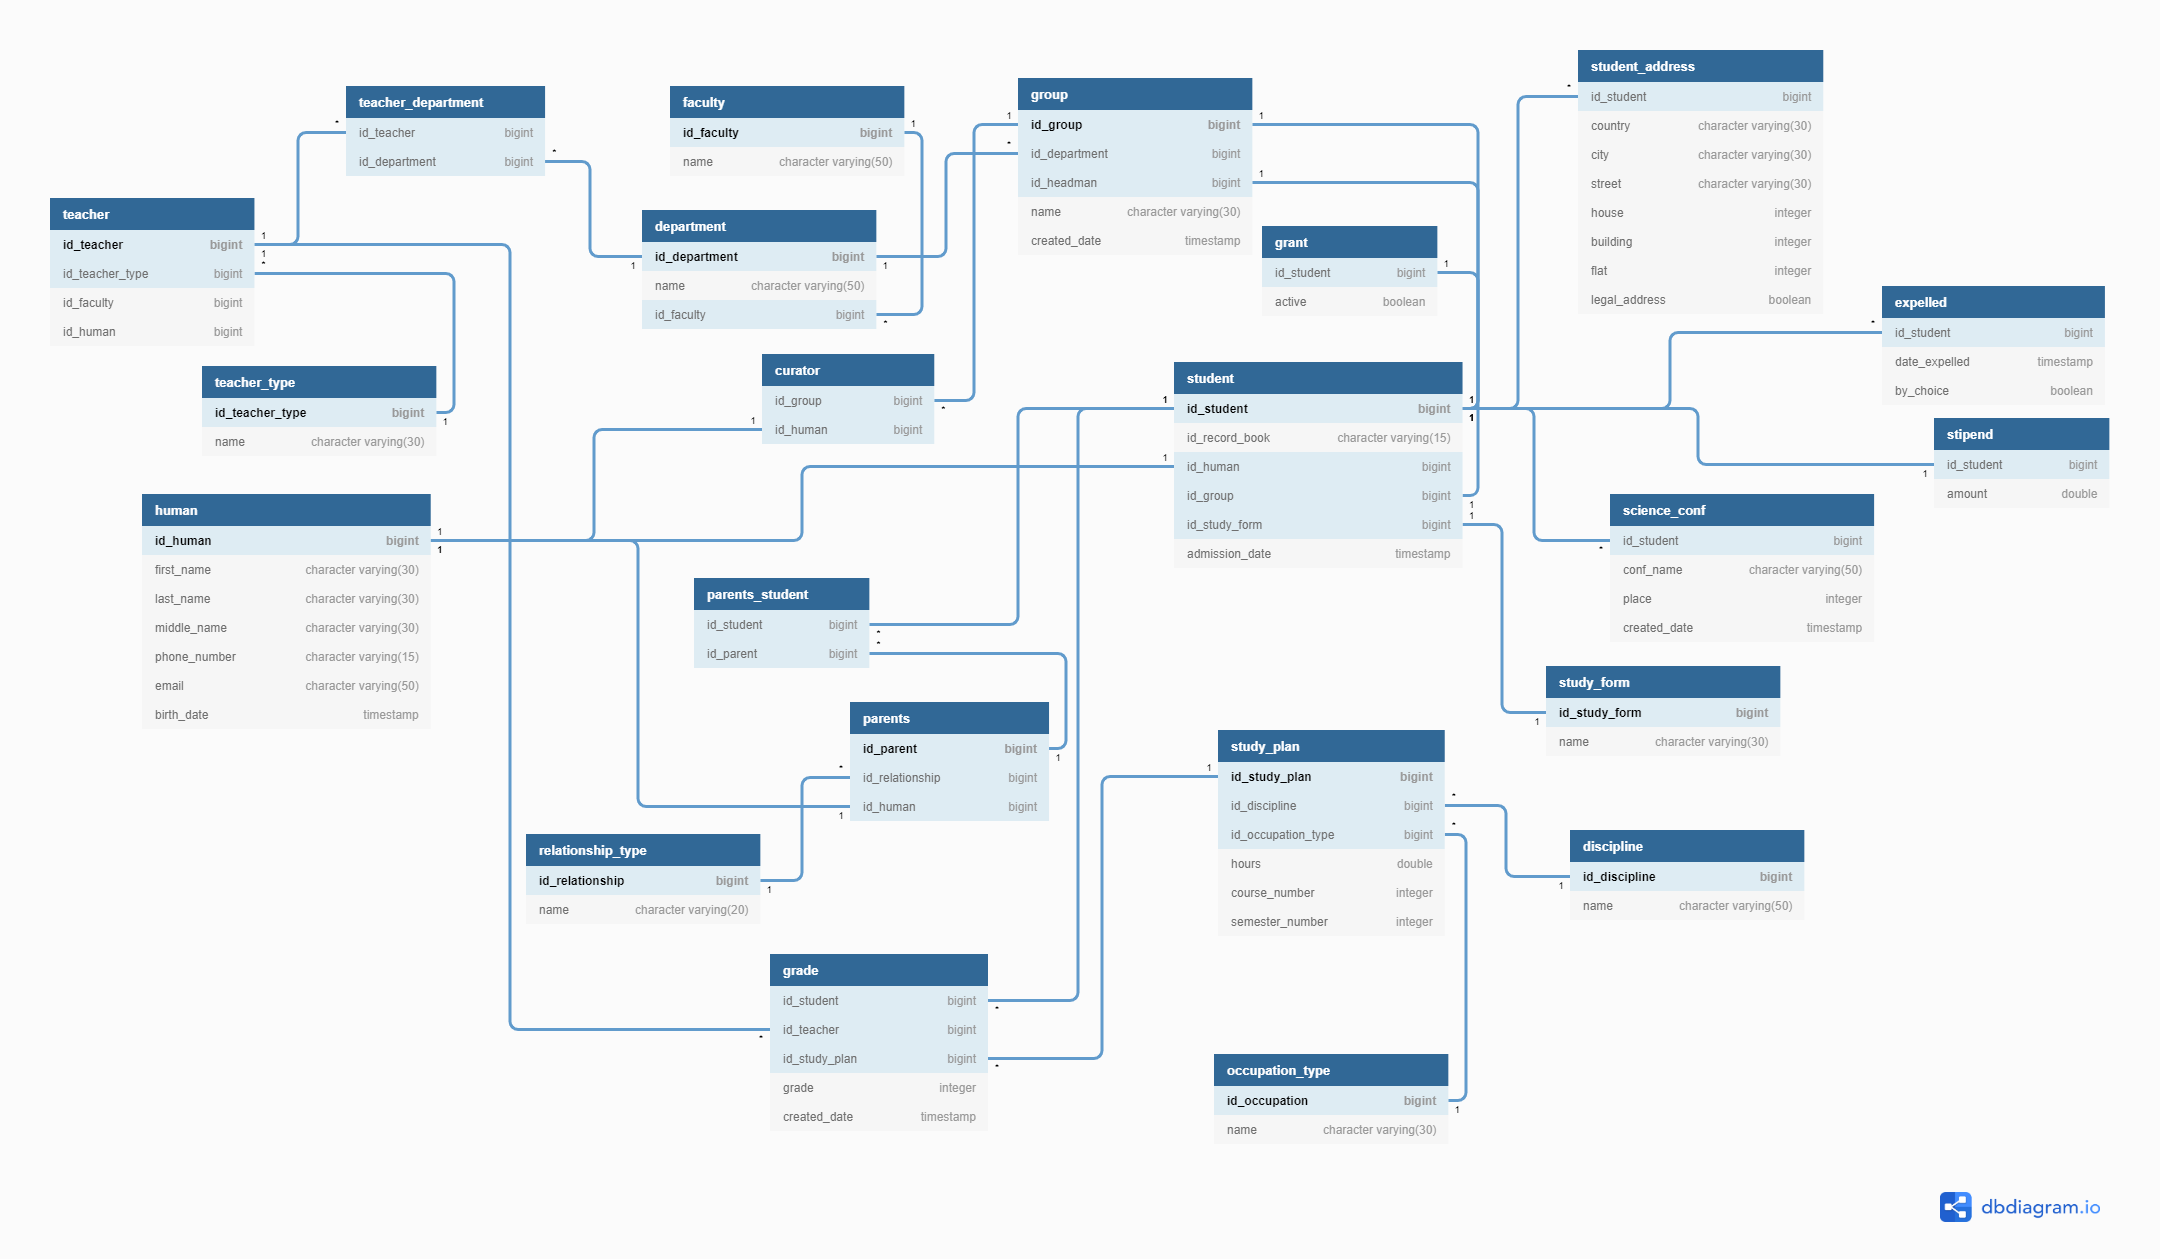 teacher_department
id_teacher bigint
id_department bigint
faculty
id_faculty bigint
name character varying(50)
group
id_group bigint
id_department bigint
id_headman bigint
name character varying(30)
created_date timestamp
student_address
id_student bigint
country character varying(30)
city character varying(30)
street character varying(30)
house integer
building integer
flat integer
legal_address boolean
teacher
id_teacher bigint
id_teacher_type bigint
id_faculty bigint
id_human bigint
department
id_department bigint
name character varying(50)
id_faculty bigint
grant
id_student bigint
active boolean
expelled
id_student bigint
date_expelled timestamp
by_choice boolean
teacher_type
id_teacher_type bigint
name character varying(30)
curator
id_group bigint
id_human bigint
student
id_student bigint
id_record_book character varying(15)
id_human bigint
id_group bigint
id_study_form bigint
admission_date timestamp
stipend
id_student bigint
amount double
human
id_human bigint
first_name character varying(30)
last_name character varying(30)
middle_name character varying(30)
phone_number character varying(15)
email character varying(50)
birth_date timestamp
science_conf
id_student bigint
conf_name character varying(50)
place integer
created_date timestamp
parents_student
id_student bigint
id_parent bigint
study_form
id_study_form bigint
name character varying(30)
parents
id_parent bigint
id_relationship bigint
id_human bigint
study_plan
id_study_plan bigint
id_discipline bigint
id_occupation_type bigint
hours double
course_number integer
semester_number integer
relationship_type
id_relationship bigint
name character varying(20)
discipline
id_discipline bigint
name character varying(50)
grade
id_student bigint
id_teacher bigint
id_study_plan bigint
grade integer
created_date timestamp
occupation_type
id_occupation bigint
name character varying(30)
dbdiagram.io